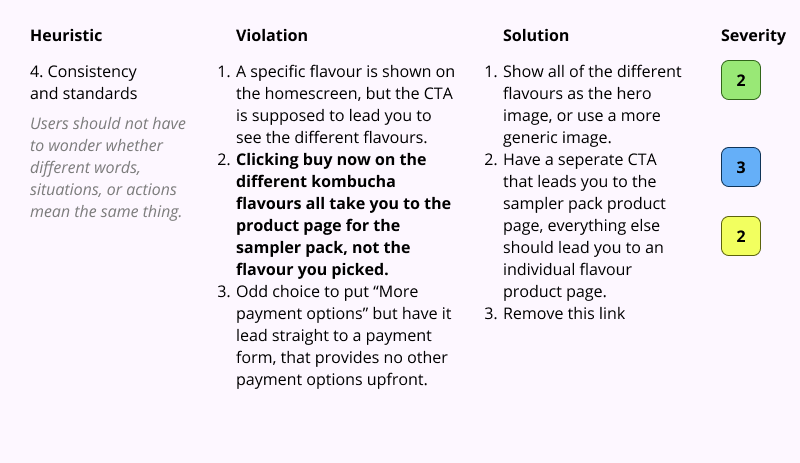 Heuristic
Violation
Solution
Severity
4. Consistency
and standards
Users should not have
to wonder whether
different words,
situations, or actions
mean the same thing.
1. A specific flavour is shown on
the homescreen, but the CTA
is supposed to lead you to
see the different flavours.
2. Clicking buy now on the
different kombucha
flavours all take you to the
product page for the
sampler pack, not the
flavour you picked.
3. Odd choice to put “More
payment options” but have it
lead straight to a payment
form, that provides no other
payment options upfront.
1. Show all of the different
flavours as the hero
image, or use a more
generic image.
2. Have a seperate CTA
that leads you to the
sampler pack product
page, everything else
should lead you to an
individual flavour
product page.
3. Remove this link
2
3
2